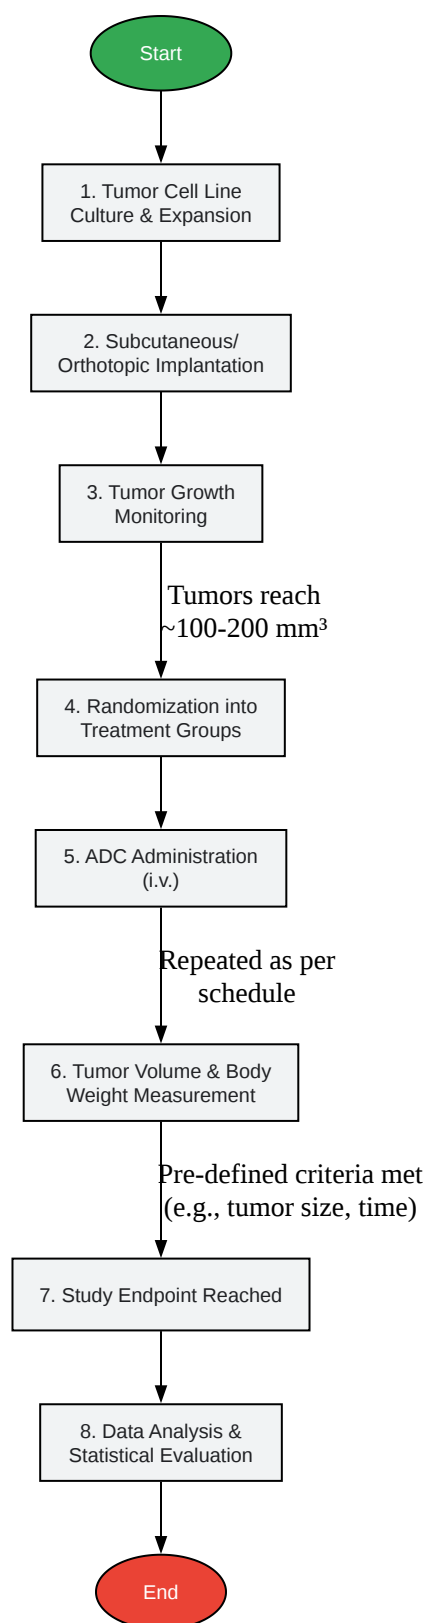 Start
1. Tumor Cell Line
Culture & Expansion
2. Subcutaneous/
Orthotopic Implantation
3. Tumor Growth
Monitoring
Tumors reach
~100-200 mm³
4. Randomization into
Treatment Groups
5. ADC Administration
(i.v.)
Repeated as per
schedule
6. Tumor Volume & Body
Weight Measurement
Pre-defined criteria met
(e.g., tumor size, time)
7. Study Endpoint Reached
8. Data Analysis &
Statistical Evaluation
End